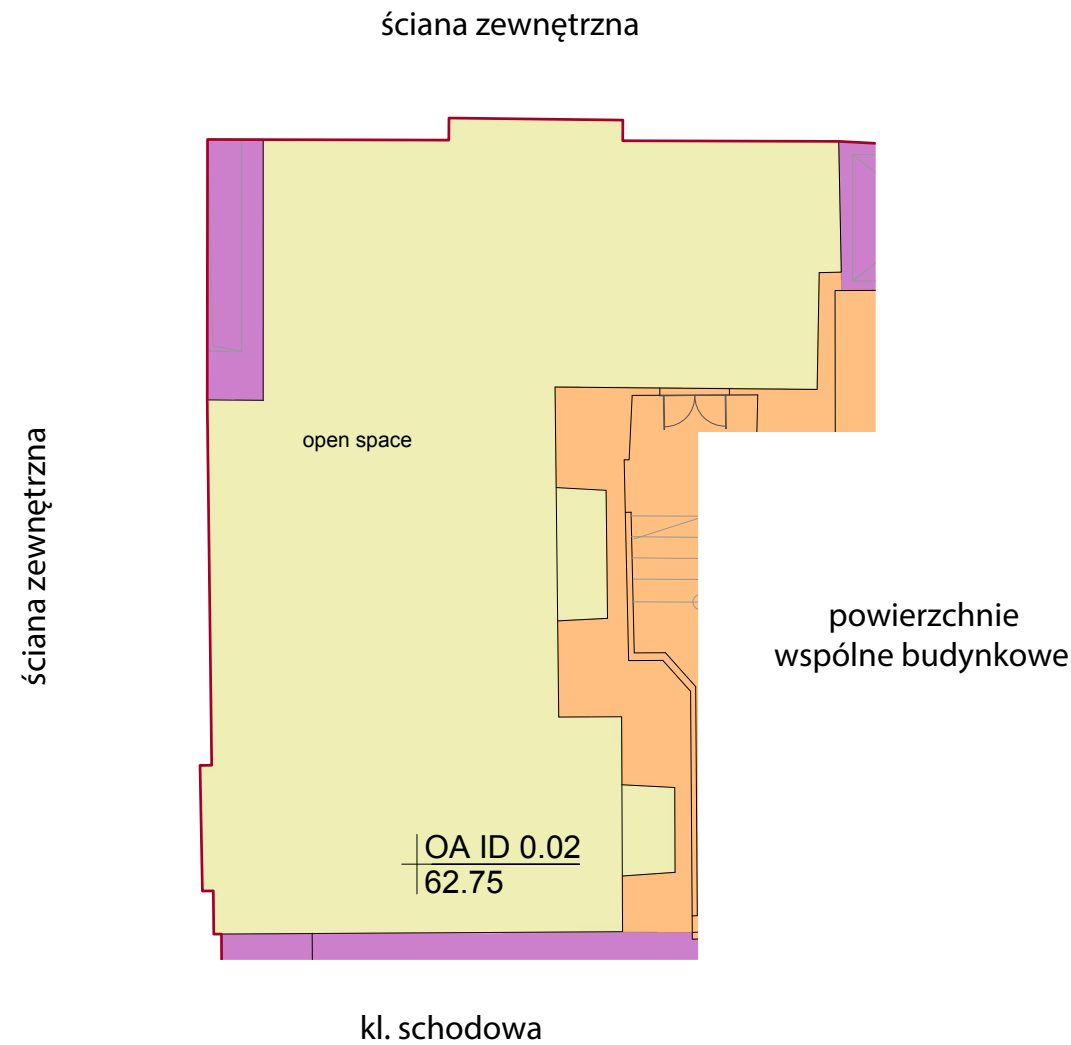 ściana zewnętrzna
open space
ściana zewnętrzna
powierzchnie
wspólne budynkowe
OA ID 0.02
62.75
kl. schodowa